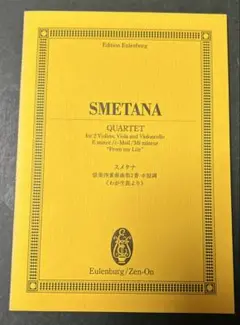 Edition Eulenburg
SMETANA
QUARTET
for 2 Violins, Viola and Violoncello
E minor / e-Moll / Mi mineur
"From my Life"
スメタナ
弦楽四重奏曲第1番 ホ短調
《わが生涯より》
Eulenburg / Zen-On